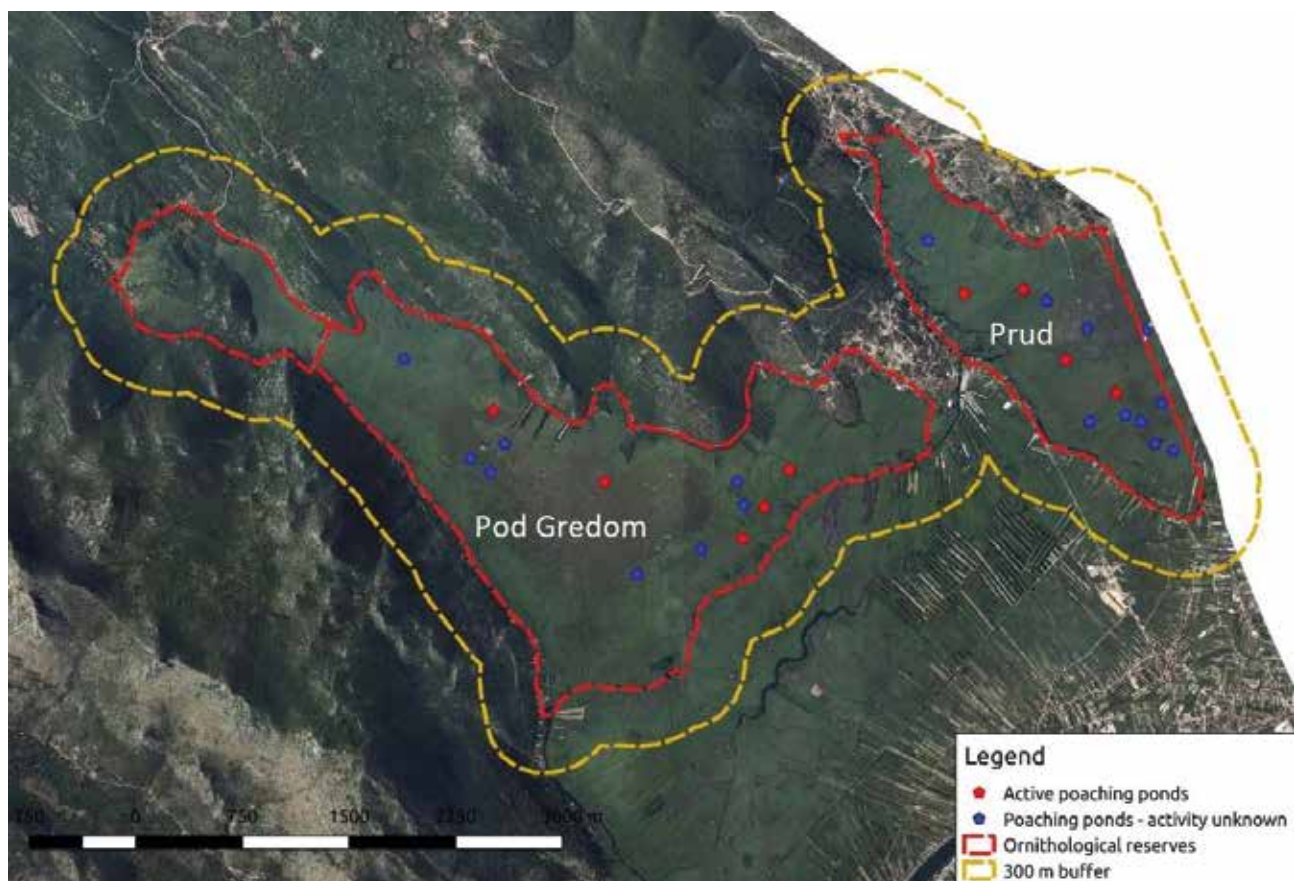 Prud
Pod Gredom
750 0 750 1500 2250 3000 m
Legend
Active poaching ponds
Poaching ponds - activity unknown
Ornithological reserves
300 m buffer